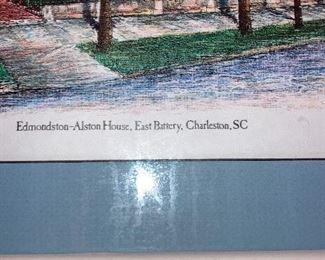 Edmondston-Alston House, East Battery, Charleston, SC